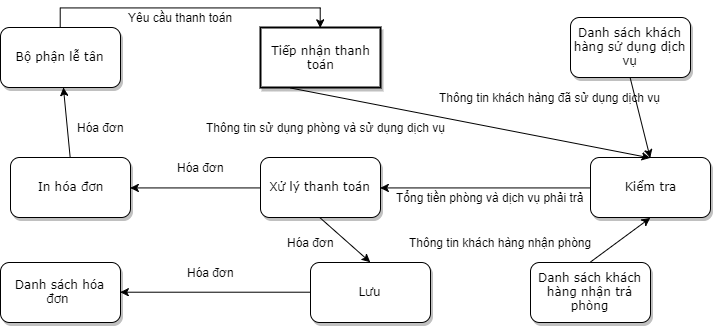 Yêu cầu thanh toán
Bộ phận lễ tân
Tiếp nhận thanh
toán
Danh sách khách
hàng sử dụng dịch
vụ
Thông tin khách hàng đã sử dụng dịch vụ
Hóa đơn
Thông tin sử dụng phòng và sử dụng dịch vụ
In hóa đơn
Hóa đơn
Xử lý thanh toán
Tổng tiền phòng và dịch vụ phải trả
Kiểm tra
Hóa đơn
Thông tin khách hàng nhận phòng
Danh sách hóa
đơn
Hóa đơn
Lưu
Danh sách khách
hàng nhận trả
phòng